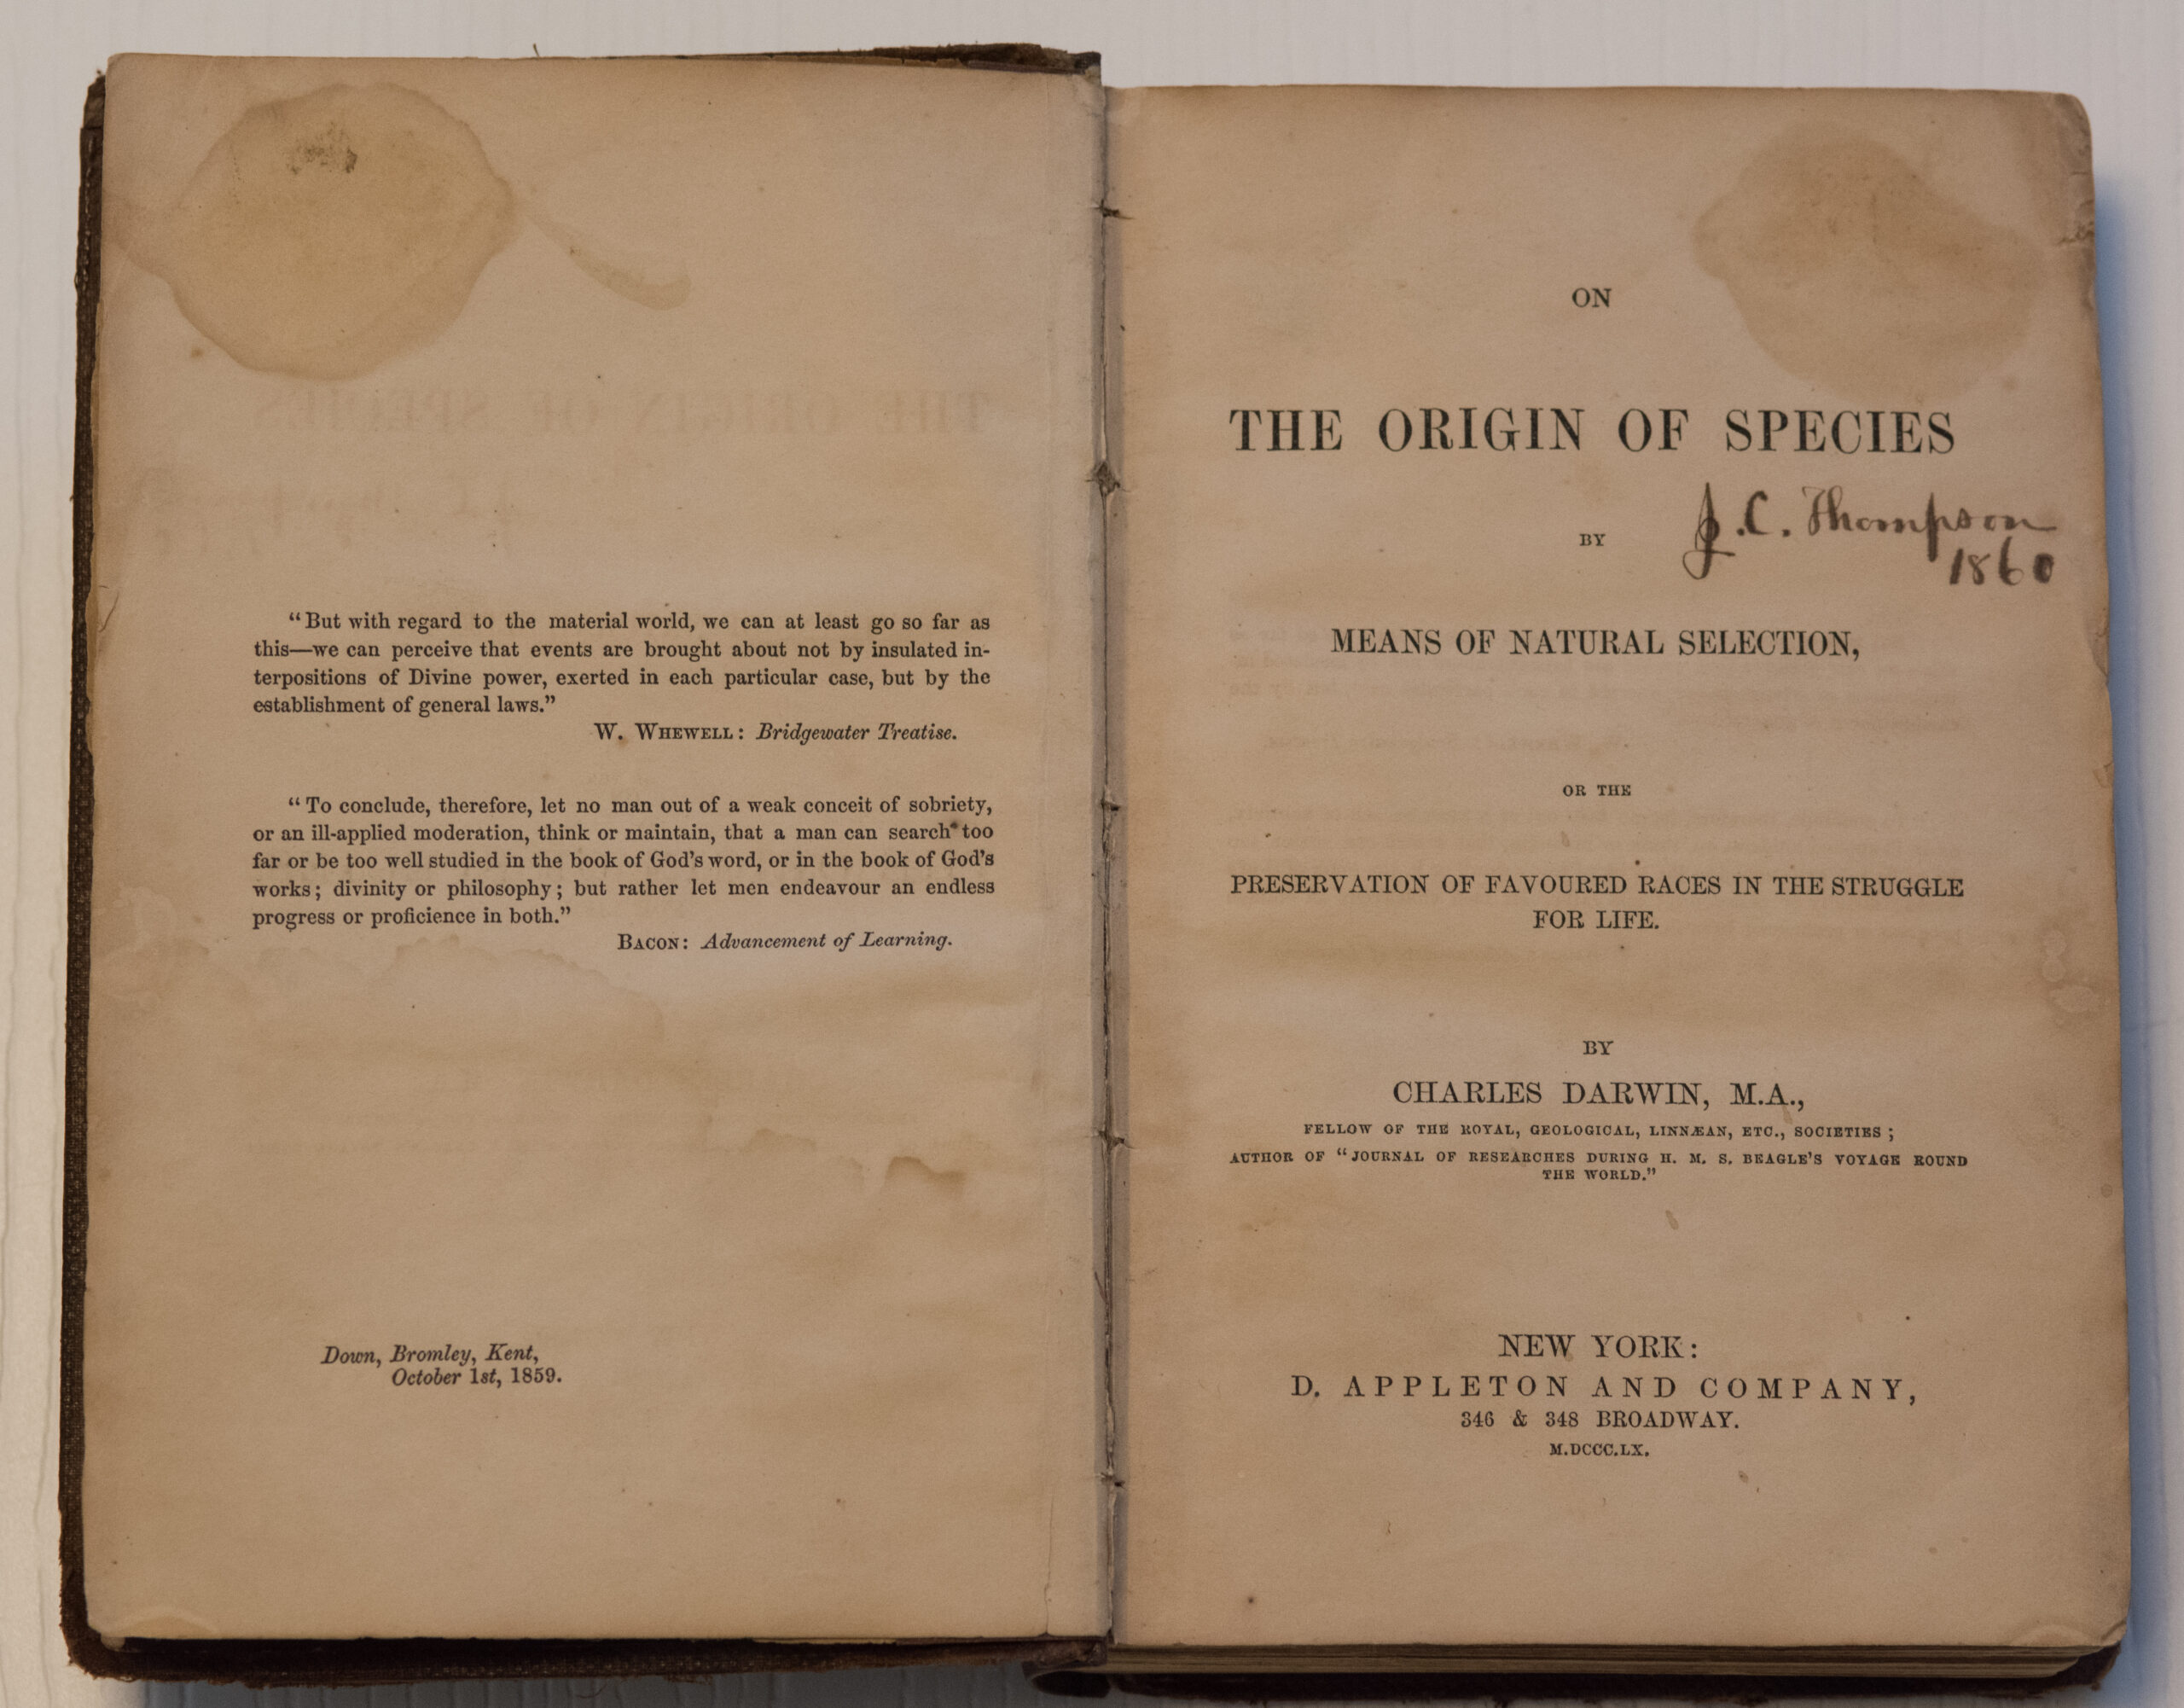 “But with regard to the material world, we can at least go so far as
this—we can perceive that events are brought about not by insulated in-
terpositions of Divine power, exerted in each particular case, but by the
establishment of general laws.”
W. WHEWELL: Bridgewater Treatise.
“To conclude, therefore, let no man out of a weak conceit of sobriety,
or an ill-applied moderation, think or maintain, that a man can search too
far or be too well studied in the book of God’s word, or in the book of God’s
works; divinity or philosophy; but rather let men endeavour an endless
progress or proficience in both.”
BACON: Advancement of Learning.
Down, Bromley, Kent,
October 1st, 1859.
ON
THE ORIGIN OF SPECIES
J. C. Thompson
BY
1860
MEANS OF NATURAL SELECTION,
OR THE
PRESERVATION OF FAVOURED RACES IN THE STRUGGLE
FOR LIFE.
BY
CHARLES DARWIN, M.A.,
FELLOW OF THE ROYAL, GEOLOGICAL, LINNÆAN, ETC., SOCIETIES;
AUTHOR OF “JOURNAL OF RESEARCHES DURING H. M. S. BEAGLE’S VOYAGE ROUND
THE WORLD.”
NEW YORK:
D. APPLETON AND COMPANY,
346 & 348 BROADWAY.
M.DCCC.LX.